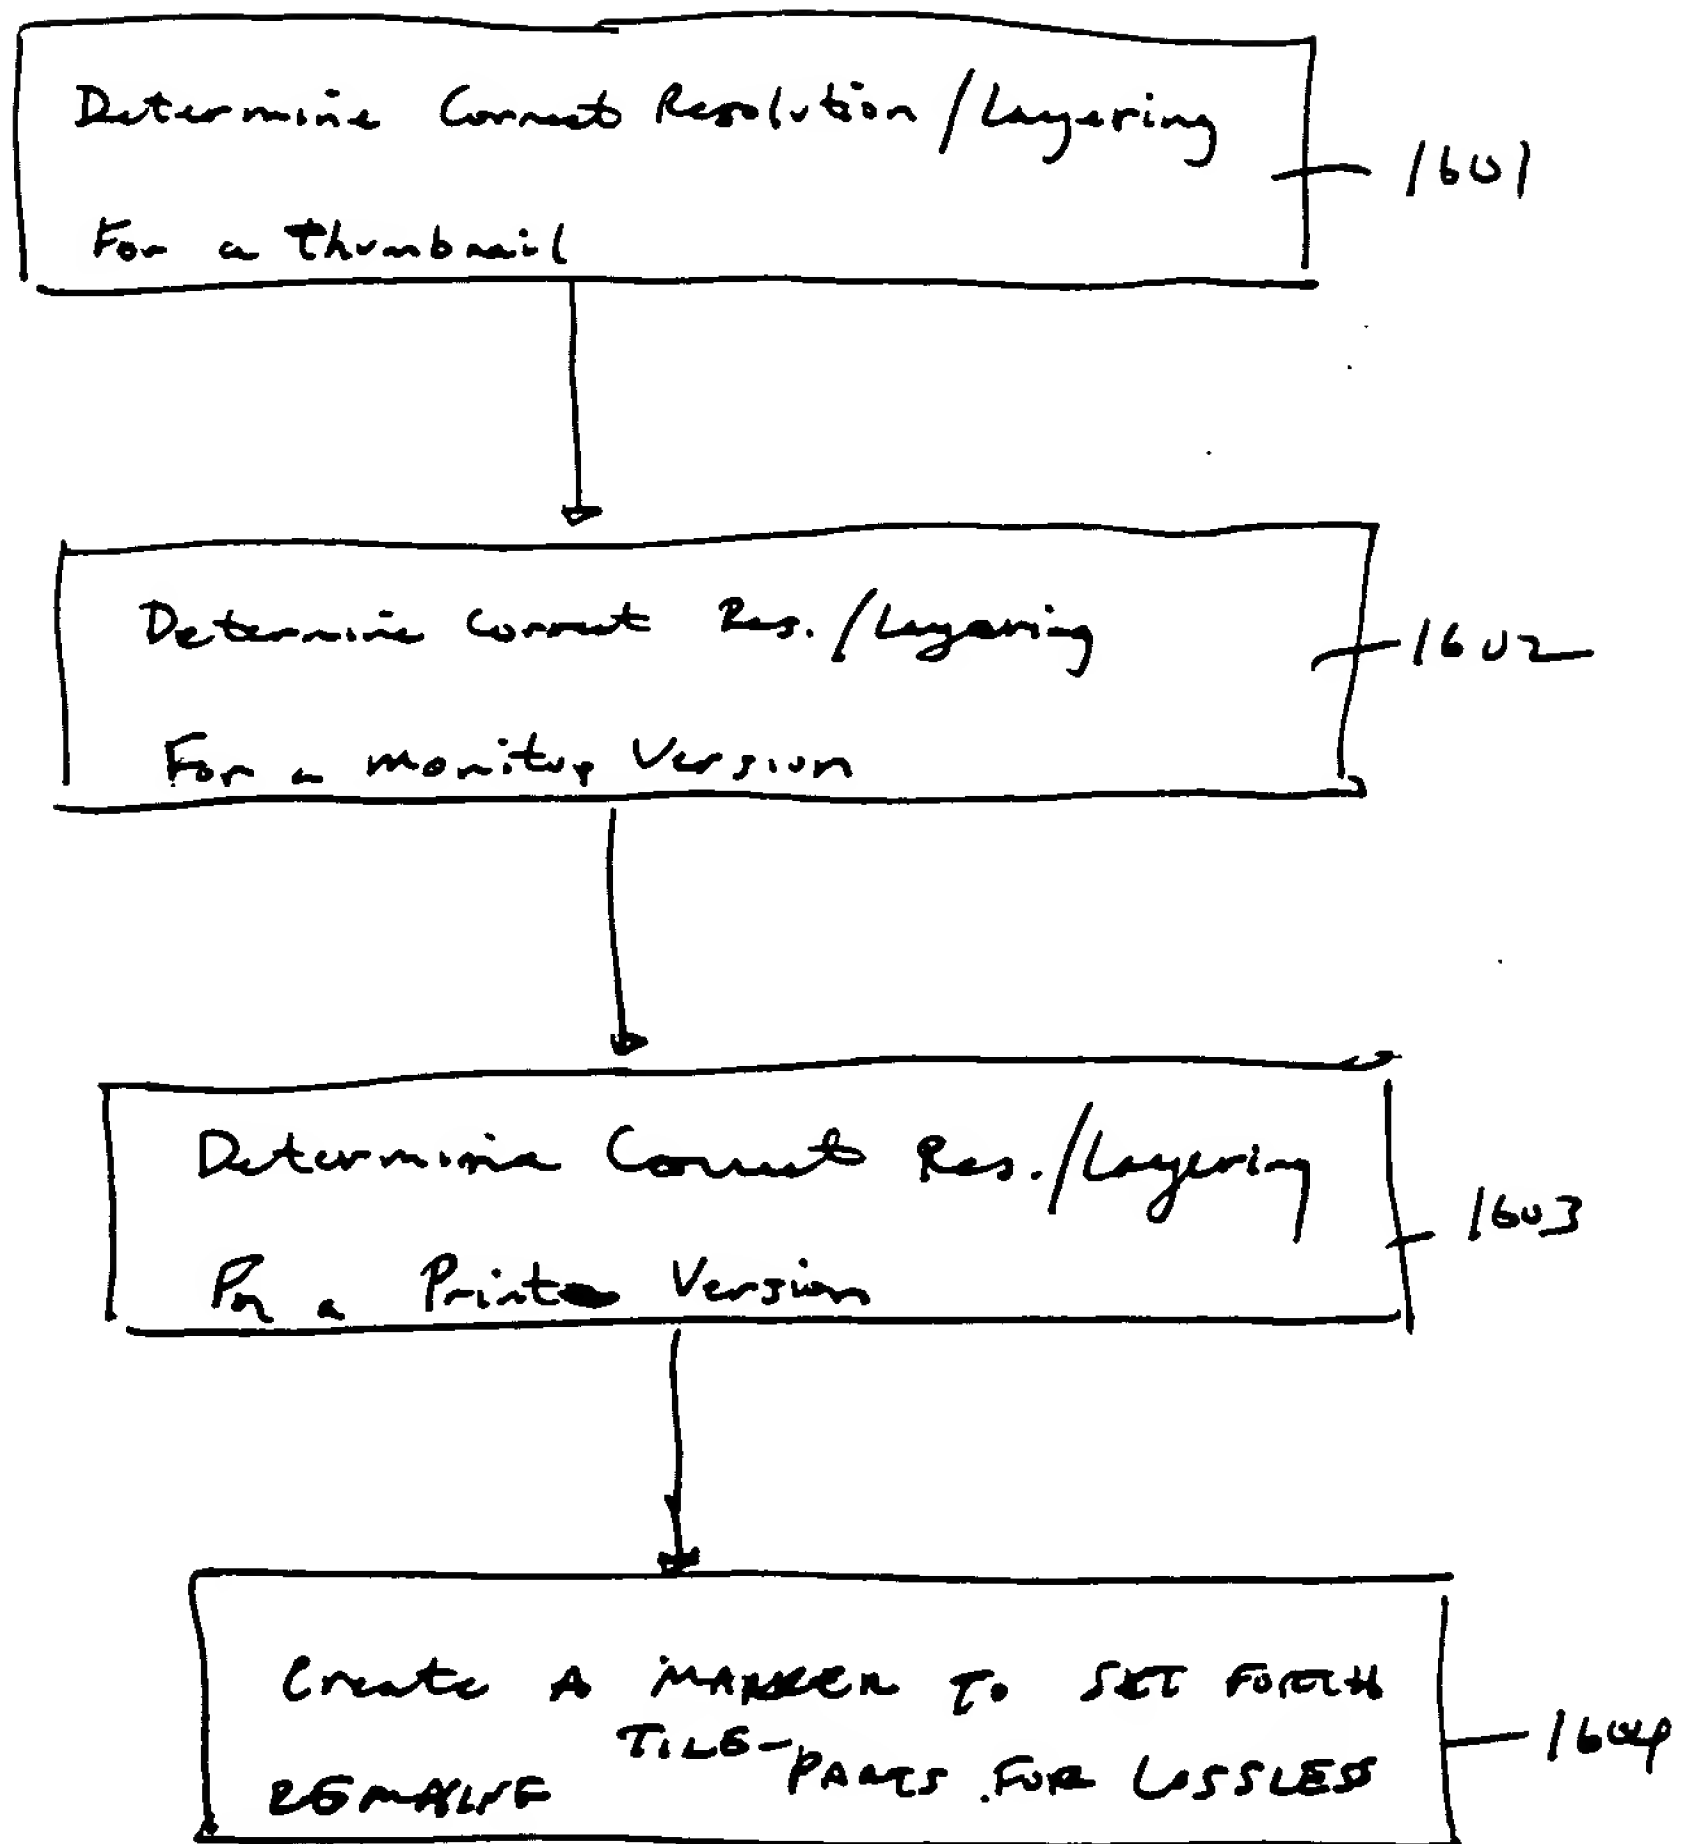 Determine Correct Resolution/Layering
1601
For a thumbnail
Determine Correct Res./Layering
1602
For a monitor Version
Determine Correct Res./Layering
1603
For a Print Version
Create A MARKER TO SET FORTH
TILE-PARTS FOR LOSSLESS
1604